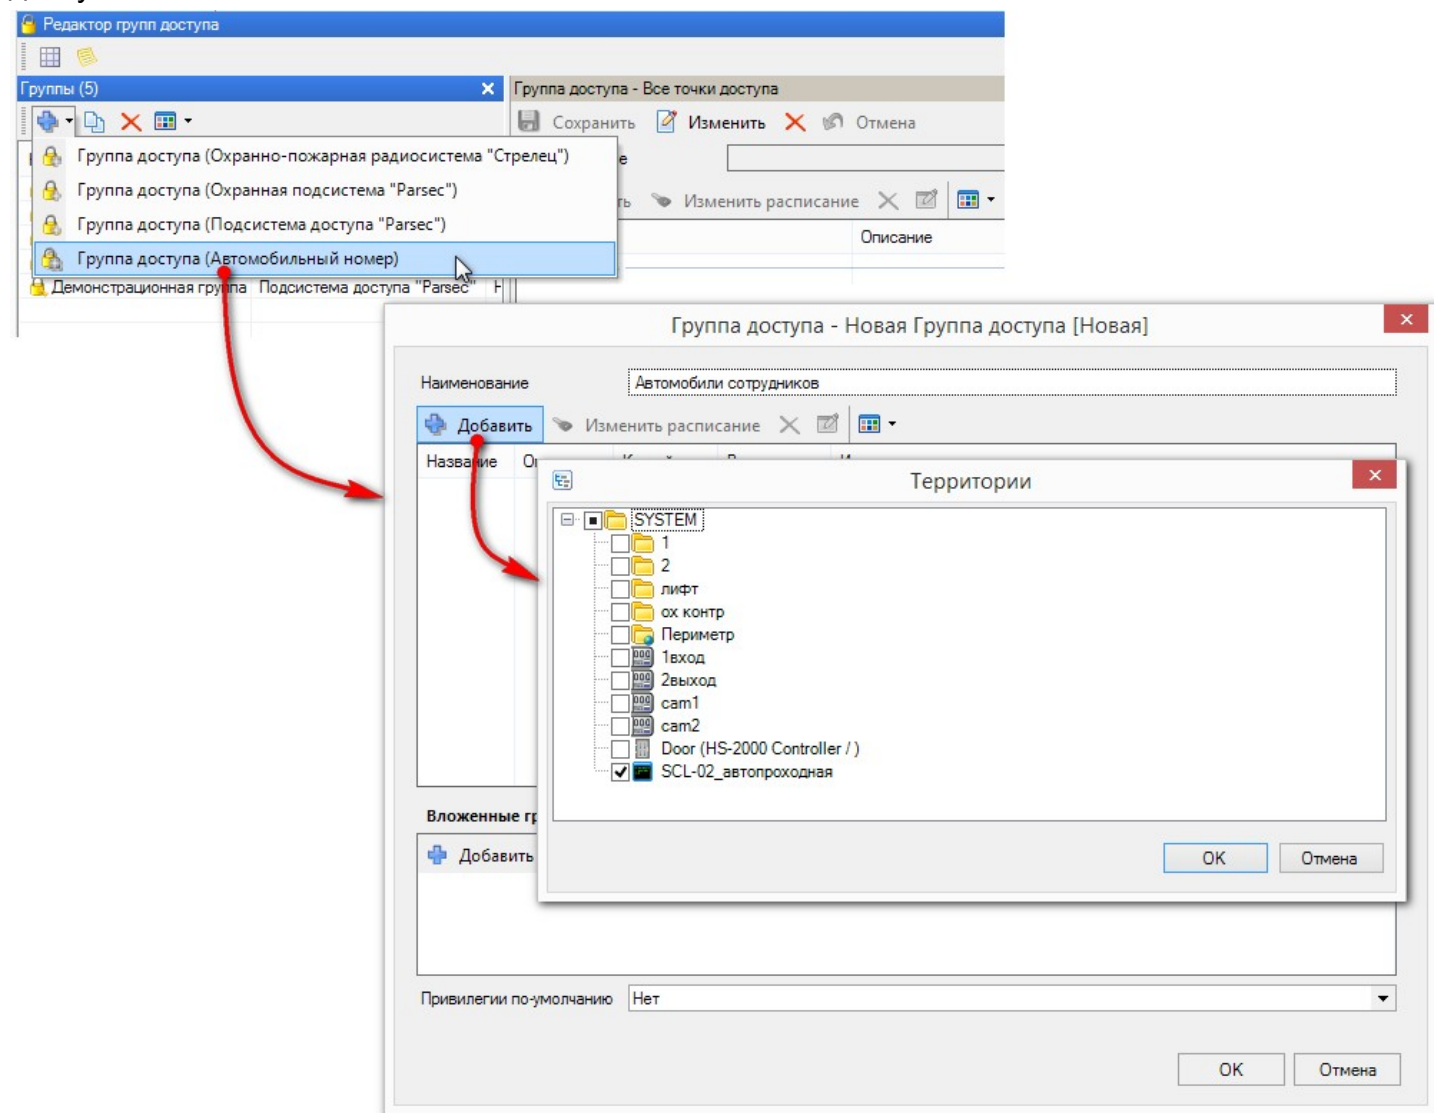 Редактор групп доступа
Группы (5)
Группа доступа - Все точки доступа
Сохранить Изменить Отмена
Группа доступа (Охранно-пожарная радиосистема "Стрелец")
Группа доступа (Охранная подсистема "Parsec")
Изменить расписание
Группа доступа (Подсистема доступа "Parsec")
Описание
Группа доступа (Автомобильный номер)
Демонстрационная группа Подсистема доступа "Parsec"
Группа доступа - Новая Группа доступа [Новая]
Наименование Автомобили сотрудников
Добавить Изменить расписание
Название
Территории
SYSTEM
1
2
лифт
ох контр
Периметр
1вход
2выход
cam1
cam2
Door (HS-2000 Controller / )
SCL-02_автопроходная
Вложенные
Добавить
OK Отмена
Привилегии по-умолчанию Нет
OK Отмена